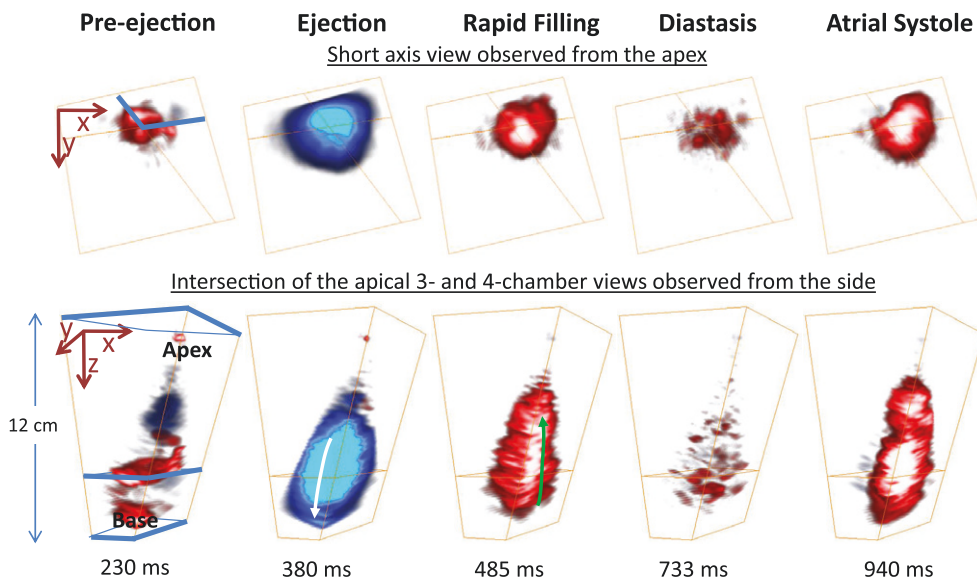 Pre-ejection Ejection Rapid Filling Diastasis Atrial Systole
Short axis view observed from the apex
x
y
Intersection of the apical 3- and 4-chamber views observed from the side
y
x
z
Apex
12 cm
Base
230 ms 380 ms 485 ms 733 ms 940 ms